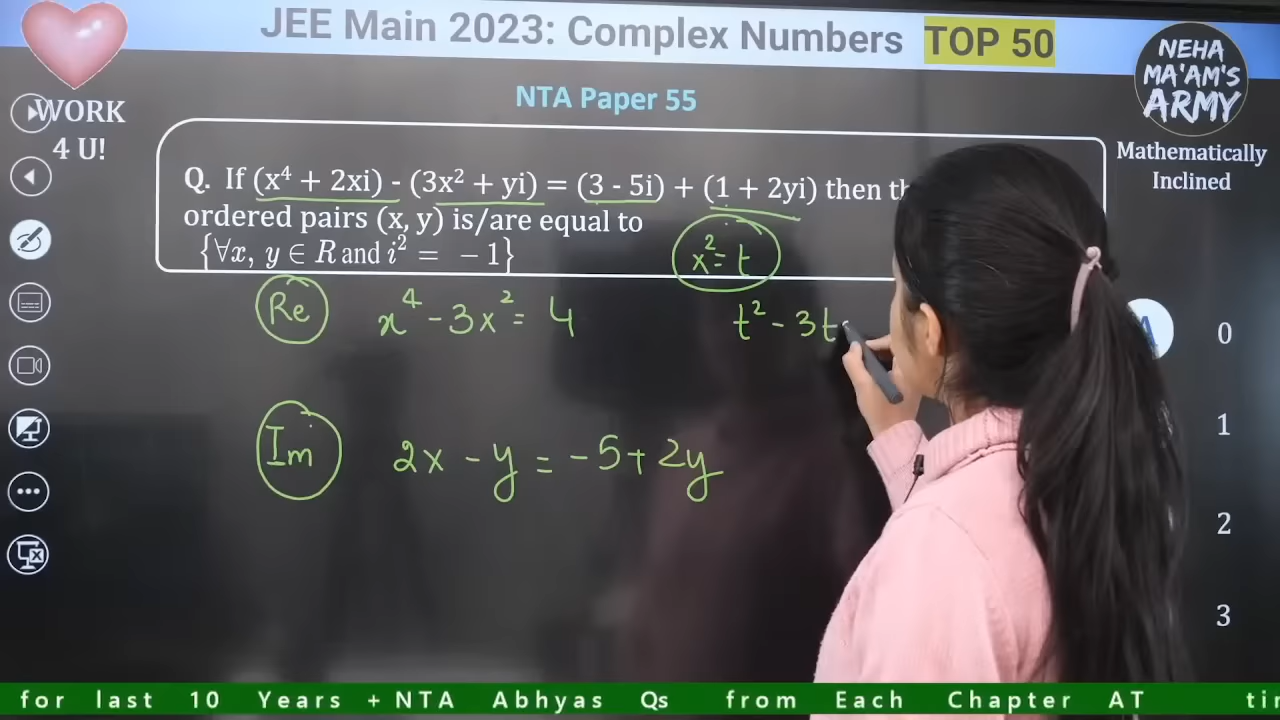 JEE Main 2023: Complex Numbers TOP 50
NEHA
MA'AM'S
ARMY
WORK
4 U!
NTA Paper 55
Mathematically
Inclined
Q. If (x⁴ + 2xi) - (3x² + yi) = (3 - 5i) + (1 + 2yi) then
ordered pairs (x, y) is/are equal to
{∀x, y ∈ R and i² = −1}
x² = t
Re x⁴ - 3x² = 4 t² - 3t
Im 2x - y = -5 + 2y
0
1
2
3
for last 10 Years + NTA Abhyas Qs from Each Chapter AT